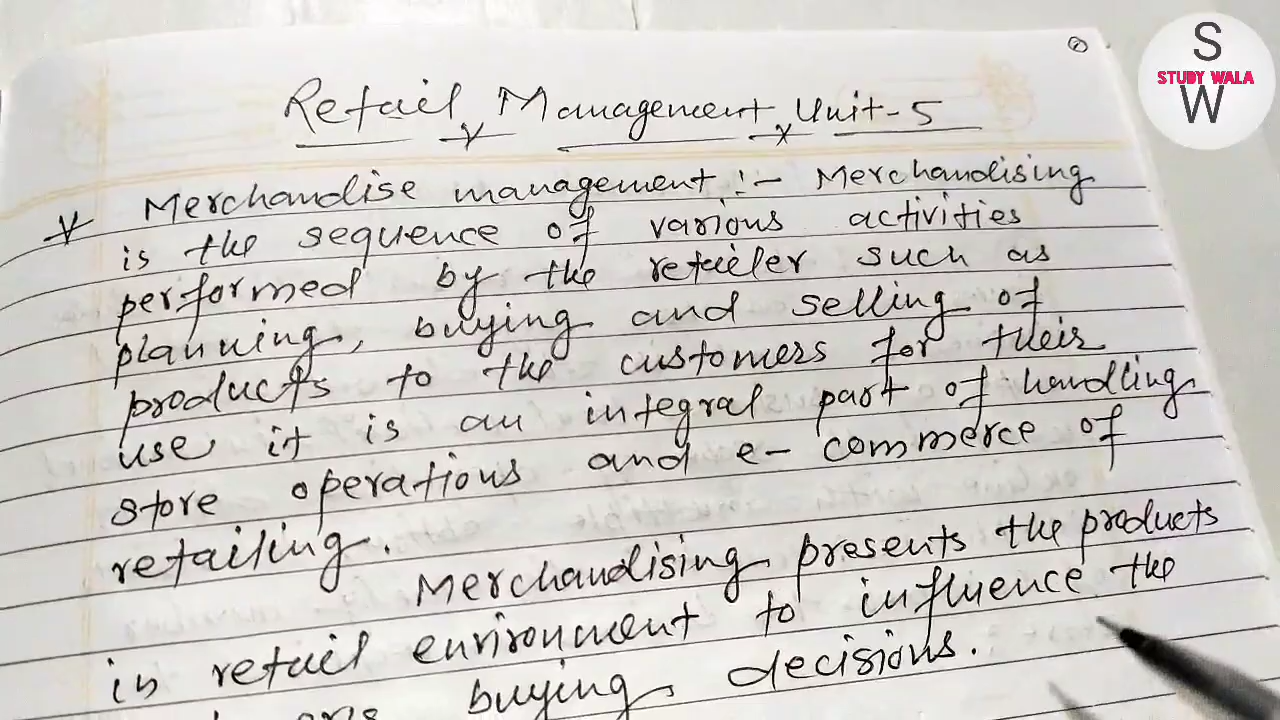 S
STUDY WALA
W
Retail Management Unit-5
Merchandise management :- Merchandising
is the sequence of various activities
performed by the retailer such as
planning, buying and selling of
products to the customers for their
use it is an integral part of handling
store operations and e-commerce of
retailing.
Merchandising presents the products
in retail environment to influence the
buying decisions.